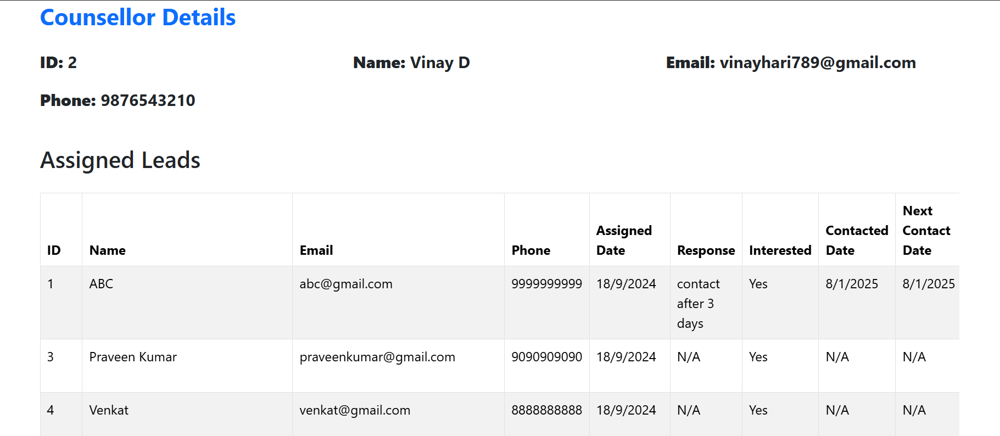 Counsellor Details
ID: 2 Name: Vinay D Email: vinayhari789@gmail.com
Phone: 9876543210
Assigned Leads
ID Name Email Phone Assigned Date Response Interested Contacted Date Next Contact Date
1 ABC abc@gmail.com 9999999999 18/9/2024 contact after 3 days Yes 8/1/2025 8/1/2025
3 Praveen Kumar praveenkumar@gmail.com 9090909090 18/9/2024 N/A Yes N/A N/A
4 Venkat venkat@gmail.com 8888888888 18/9/2024 N/A Yes N/A N/A